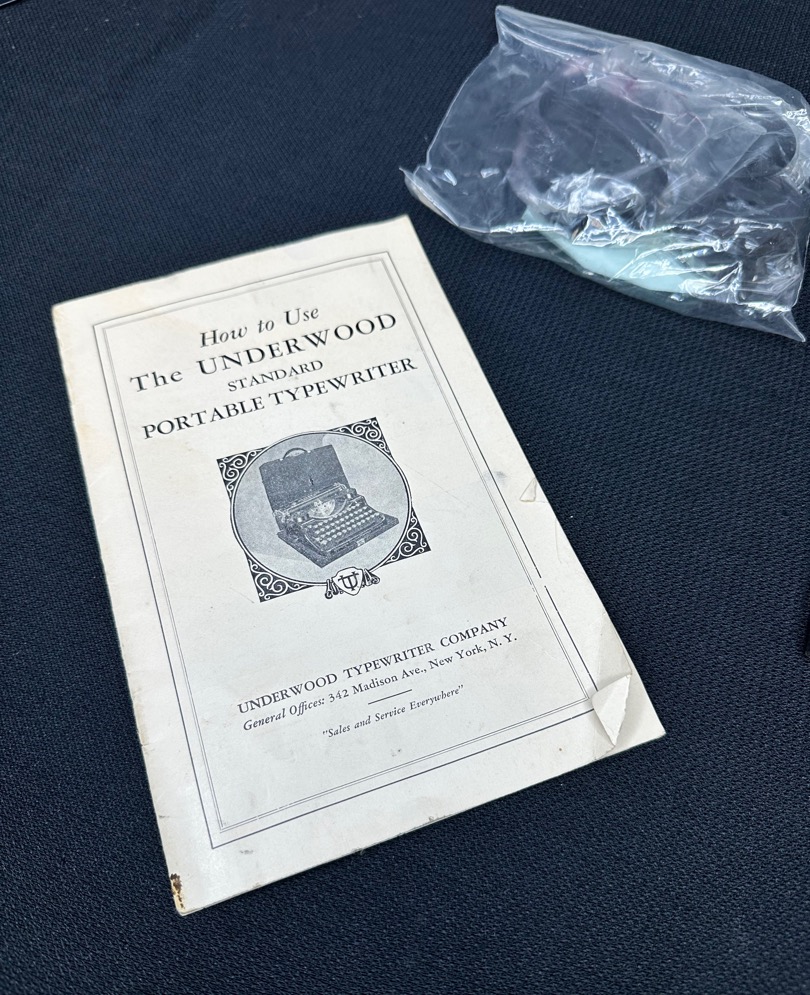 How to Use
The UNDERWOOD
STANDARD
PORTABLE TYPEWRITER
UNDERWOOD TYPEWRITER COMPANY
General Offices: 342 Madison Ave., New York, N. Y.
"Sales and Service Everywhere"